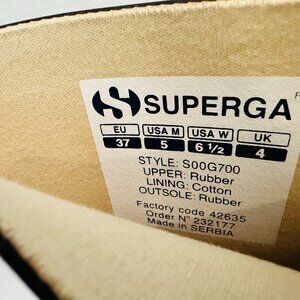 SUPERGA
EU USA M USA W UK
37 5 6 ½ 4
STYLE: S00G700
UPPER: Rubber
LINING: Cotton
OUTSOLE: Rubber
Factory code 42635
Order N° 232177
Made in SERBIA